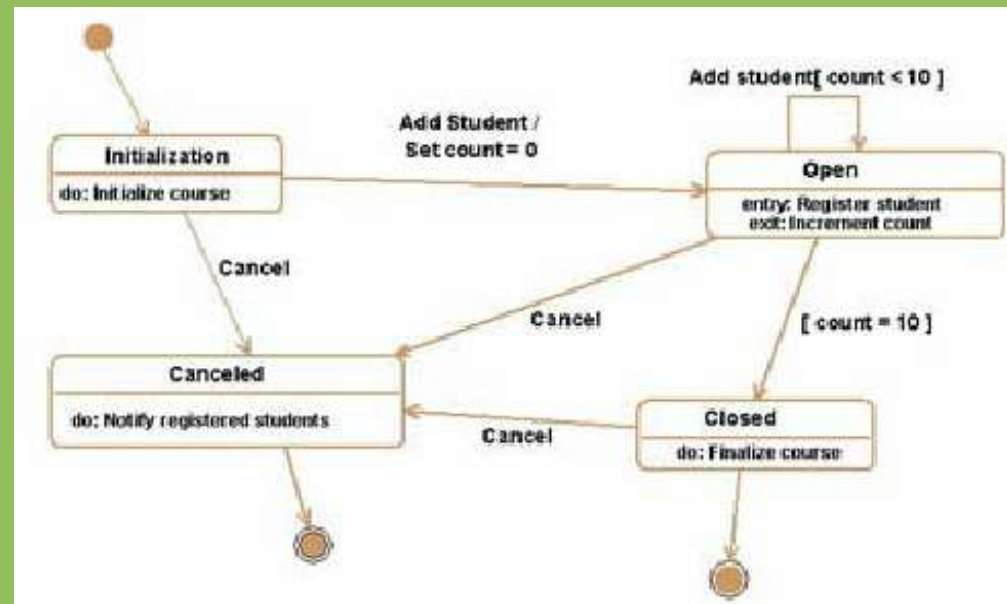 Add student[ count < 10 ]
Add Student /
Set count = 0
Initialization
do: Initialize course
Open
entry: Register student
exit: Increment count
Cancel
Cancel
[ count = 10 ]
Canceled
do: Notify registered students
Cancel
Closed
do: Finalize course